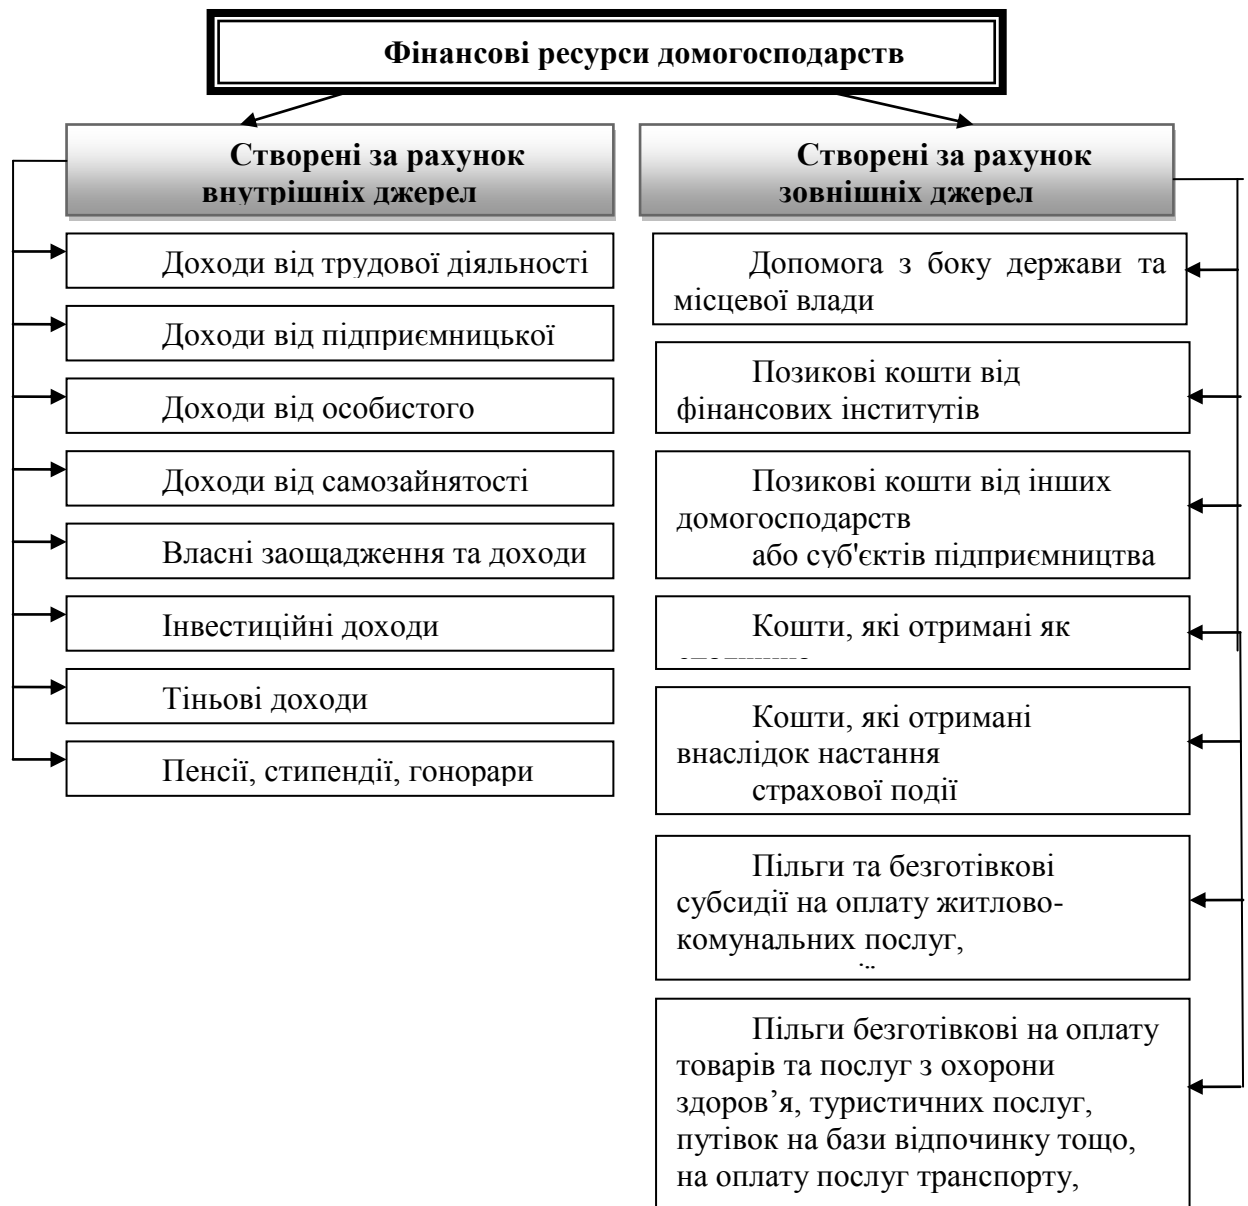 Фінансові ресурси домогосподарств
Створені за рахунок
внутрішніх джерел
Доходи від трудової діяльності
Доходи від підприємницької
Доходи від особистого
Доходи від самозайнятості
Власні заощадження та доходи
Інвестиційні доходи
Тіньові доходи
Пенсії, стипендії, гонорари
Створені за рахунок
зовнішніх джерел
Допомога з боку держави та
місцевої влади
Позикові кошти від
фінансових інститутів
Позикові кошти від інших
домогосподарств
або суб'єктів підприємництва
Кошти, які отримані як
Кошти, які отримані
внаслідок настання
страхової події
Пільги та безготівкові
субсидії на оплату житлово-
комунальних послуг,
Пільги безготівкові на оплату
товарів та послуг з охорони
здоров’я, туристичних послуг,
путівок на бази відпочинку тощо,
на оплату послуг транспорту,